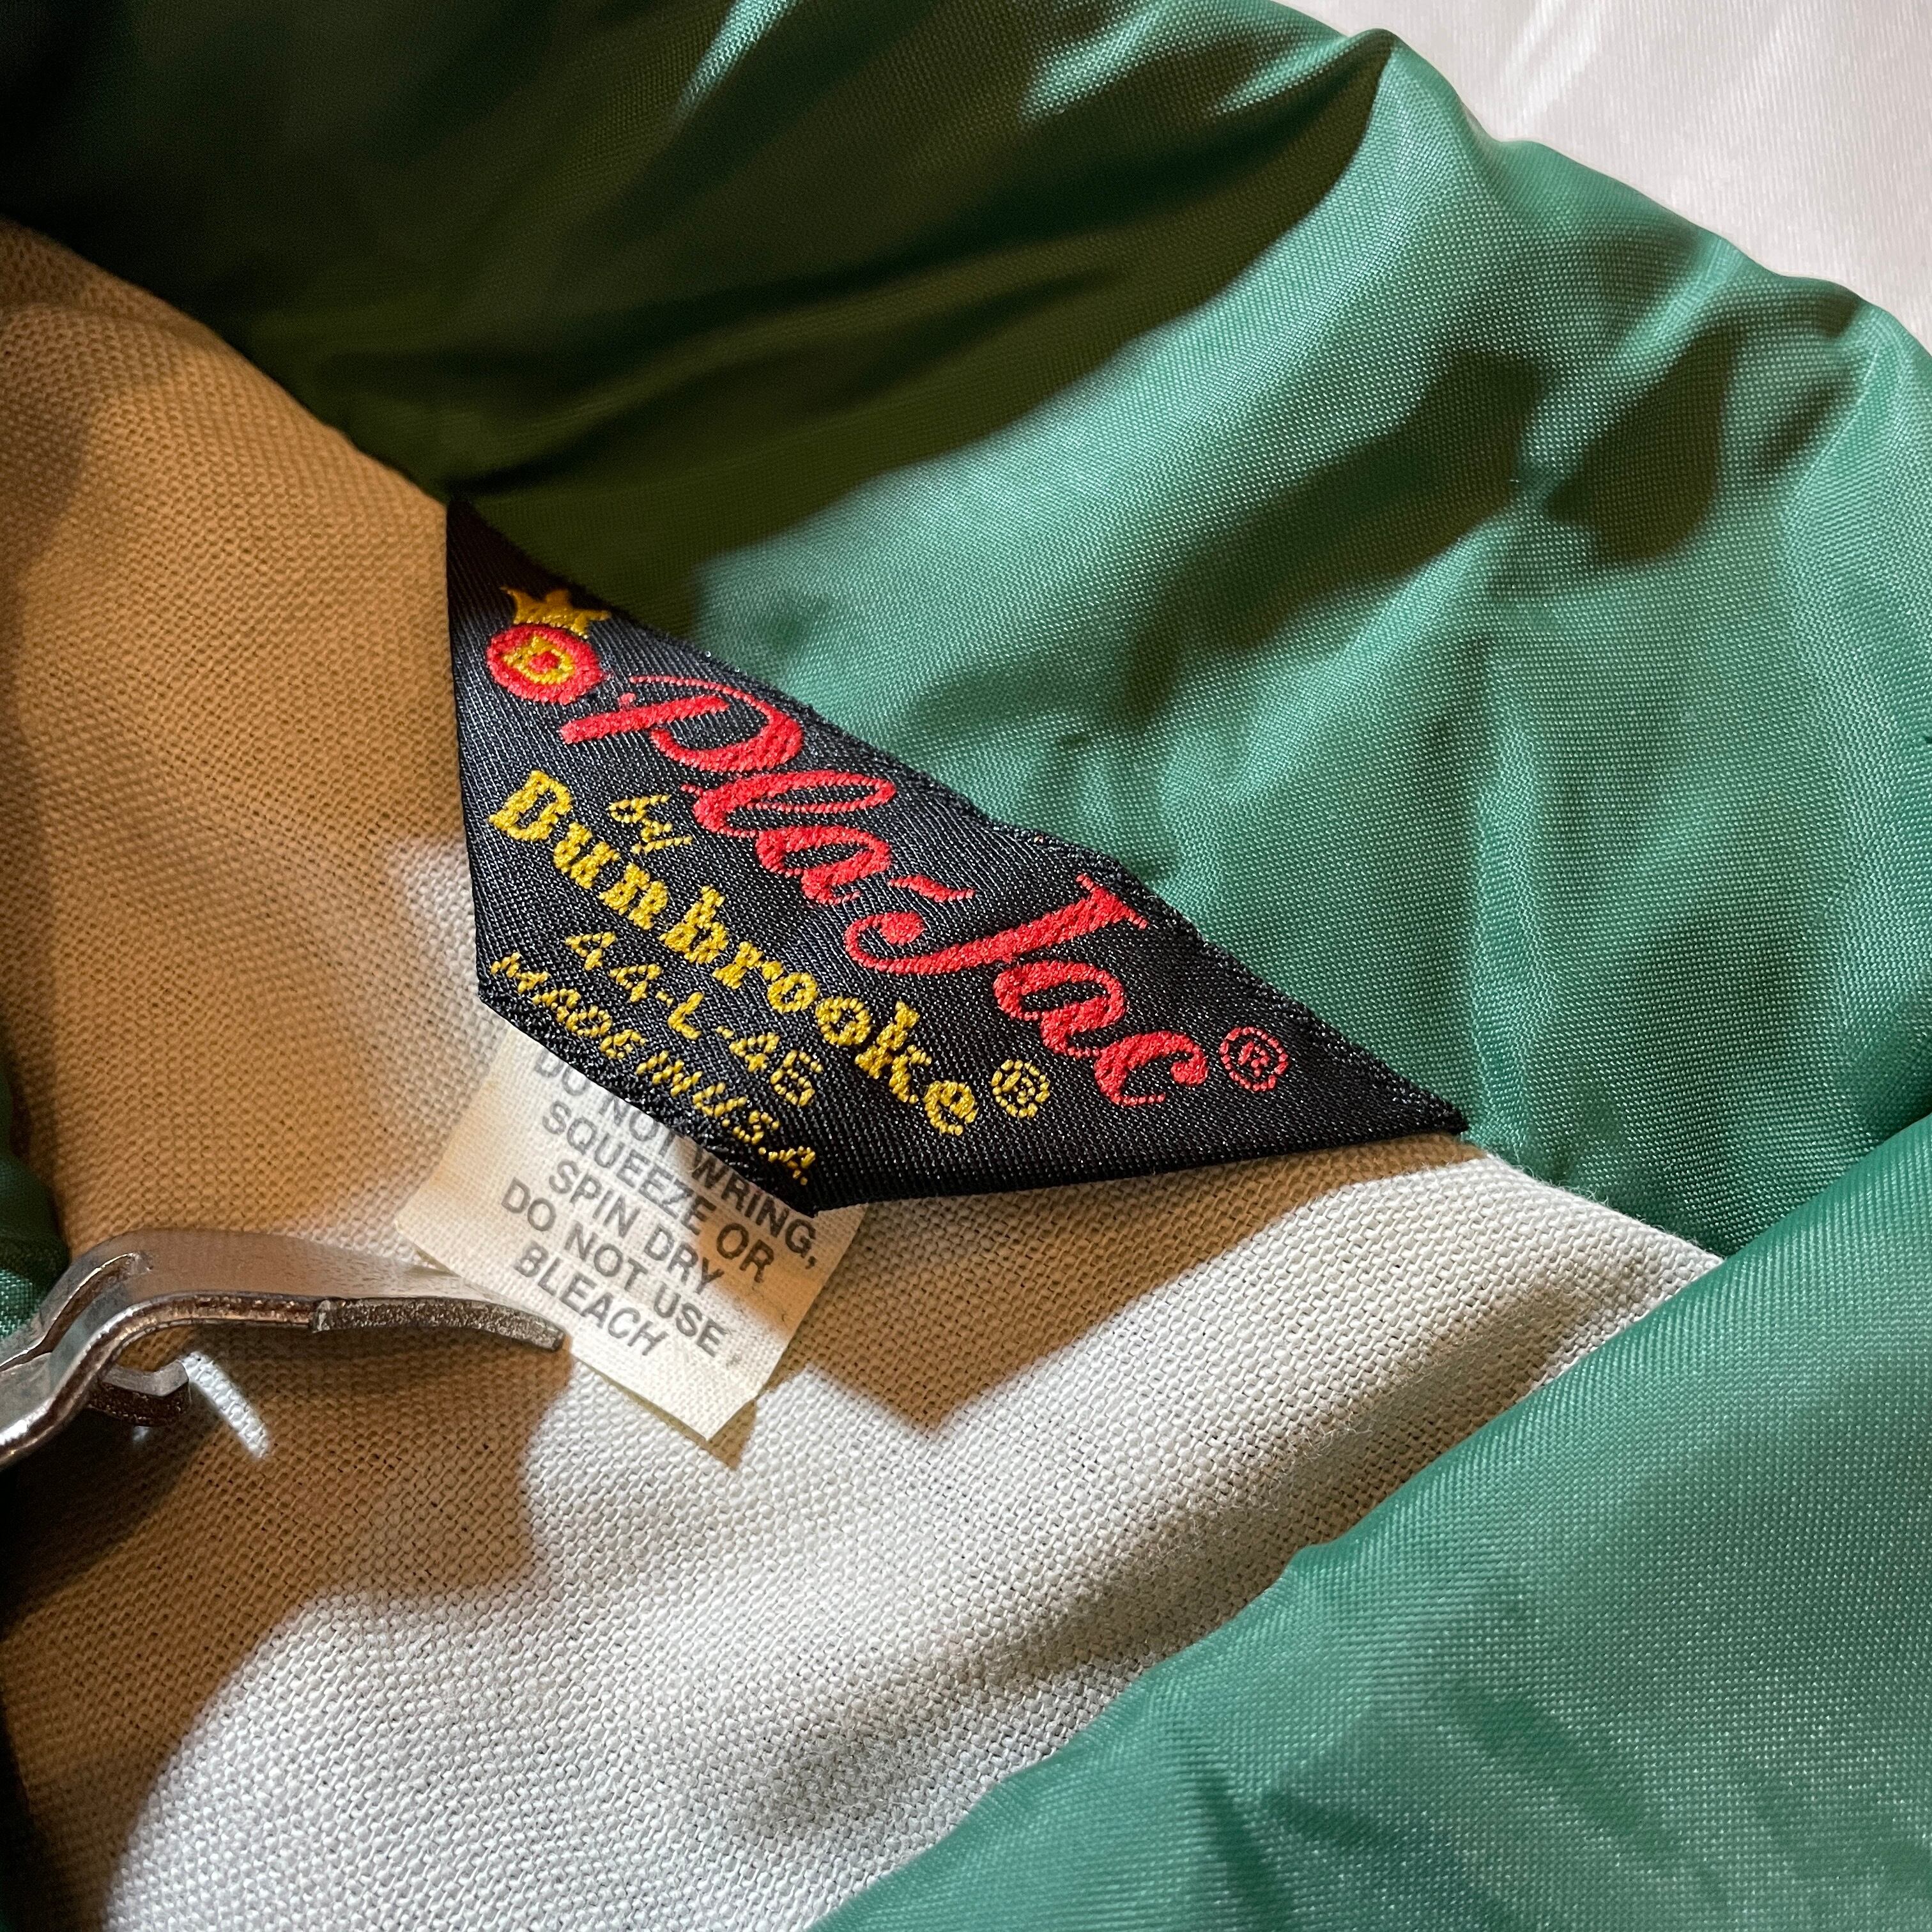 D
Pla-Jac®
by
Dunbrooke®
44-L-46
MADE IN U.S.A
DO NOT WRING,
SQUEEZE OR
SPIN DRY
DO NOT USE
BLEACH